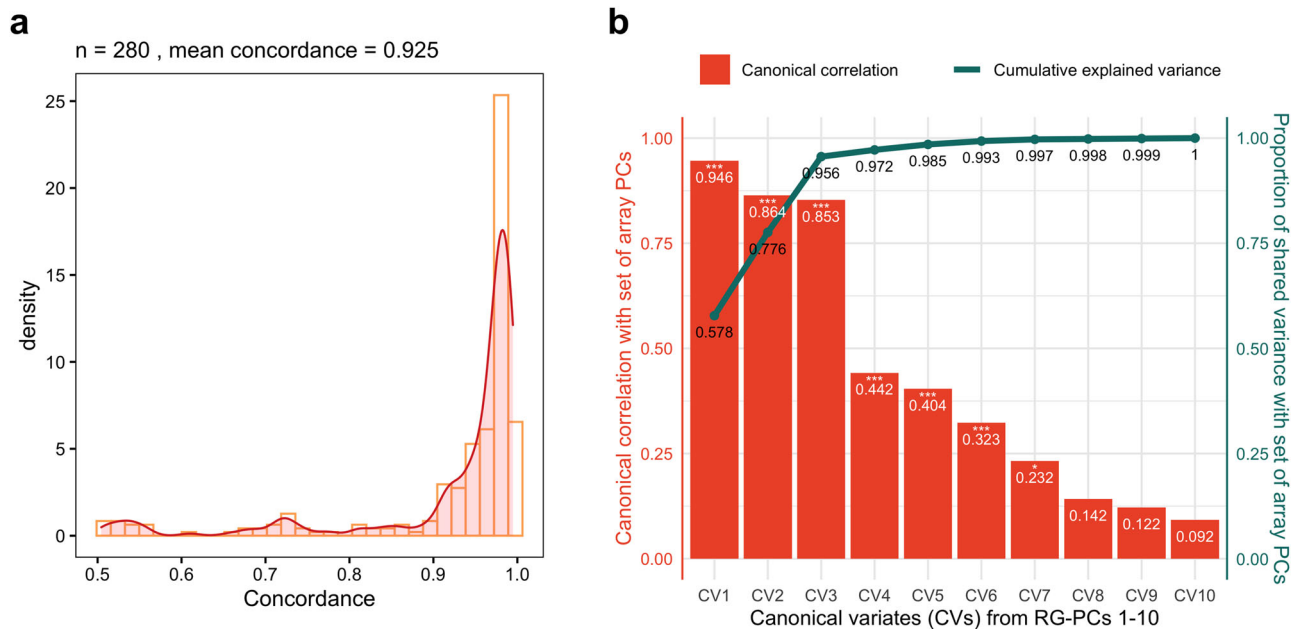 a
n = 280 , mean concordance = 0.925
density
25
20
15
10
5
0
0.5 0.6 0.7 0.8 0.9 1.0
Concordance
b
Canonical correlation
Cumulative explained variance
Canonical correlation with set of array PCs
1.00
0.75
0.50
0.25
0.00
*** *** *** *** *** *** *
0.946 0.864 0.853 0.442 0.404 0.323 0.232 0.142 0.122 0.092
0.578 0.776 0.956 0.972 0.985 0.993 0.997 0.998 0.999 1
1.00
0.75
0.50
0.25
0.00
Proportion of shared variance with set of array PCs
CV1 CV2 CV3 CV4 CV5 CV6 CV7 CV8 CV9 CV10
Canonical variates (CVs) from RG-PCs 1-10